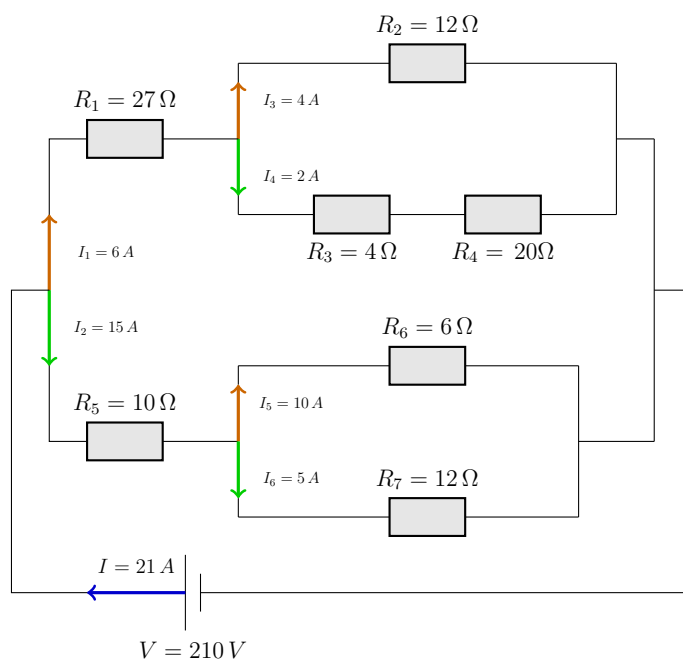 R₂ = 12 Ω
R₁ = 27 Ω
I₃ = 4 A
I₄ = 2 A
R₃ = 4 Ω
R₄ = 20Ω
I₁ = 6 A
I₂ = 15 A
R₆ = 6 Ω
R₅ = 10 Ω
I₅ = 10 A
I₆ = 5 A
R₇ = 12 Ω
I = 21 A
V = 210 V